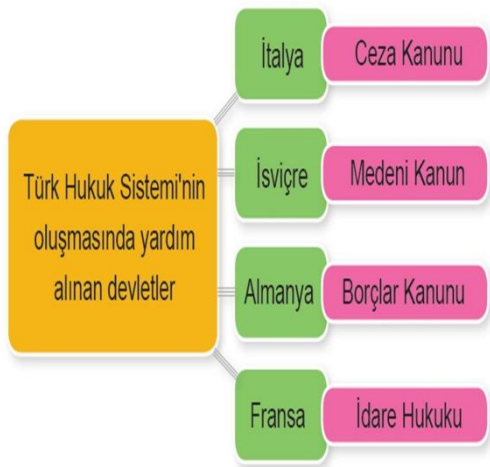 Türk Hukuk Sistemi'nin
oluşmasında yardım
alınan devletler
İtalya
Ceza Kanunu
İsviçre
Medeni Kanun
Almanya
Borçlar Kanunu
Fransa
İdare Hukuku